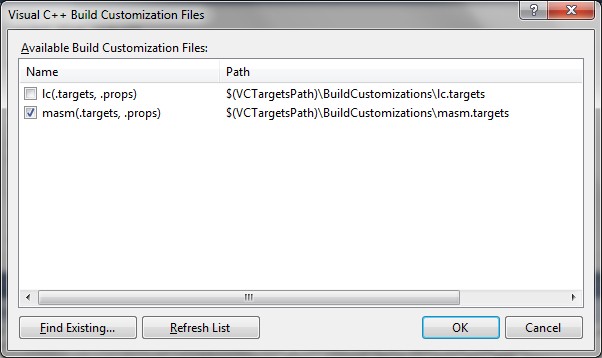 Visual C++ Build Customization Files
Available Build Customization Files:
Name Path
lc(.targets, .props) $(VCTargetsPath)\BuildCustomizations\lc.targets
masm(.targets, .props) $(VCTargetsPath)\BuildCustomizations\masm.targets
Find Existing... Refresh List OK Cancel